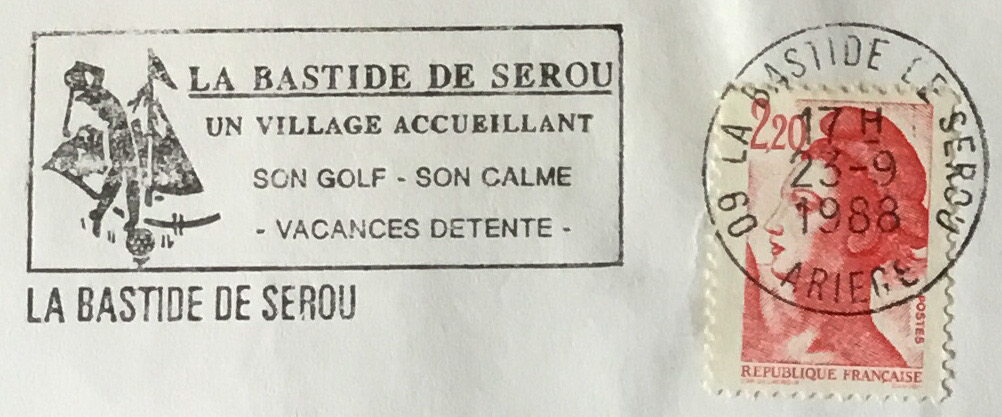 LA BASTIDE DE SEROU
UN VILLAGE ACCUEILLANT
SON GOLF - SON CALME
- VACANCES DETENTE -
LA BASTIDE DE SEROU
09 LA BASTIDE DE SEROU
17 H
23-9
1988
ARIEGE
2,20
POSTES
REPUBLIQUE FRANÇAISE